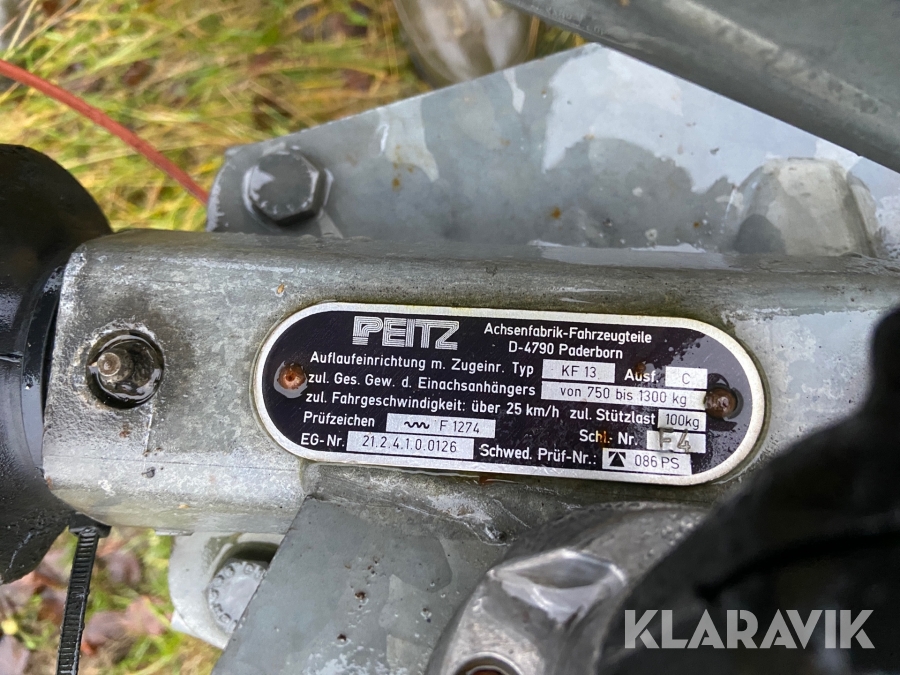 PEITZ Achsenfabrik-Fahrzeugteile
D-4790 Paderborn
Auflaufeinrichtung m. Zugeinr. Typ KF 13 Ausf. C
zul. Ges. Gew. d. Einachsanhängers von 750 bis 1300 kg
zul. Fahrgeschwindigkeit: über 25 km/h zul. Stützlast 100kg
Prüfzeichen F 1274 Schl.- Nr. F 4
EG-Nr. 21.2.4.1.0.0126 Schwed. Prüf-Nr.: 086 PS
KLARAVIK